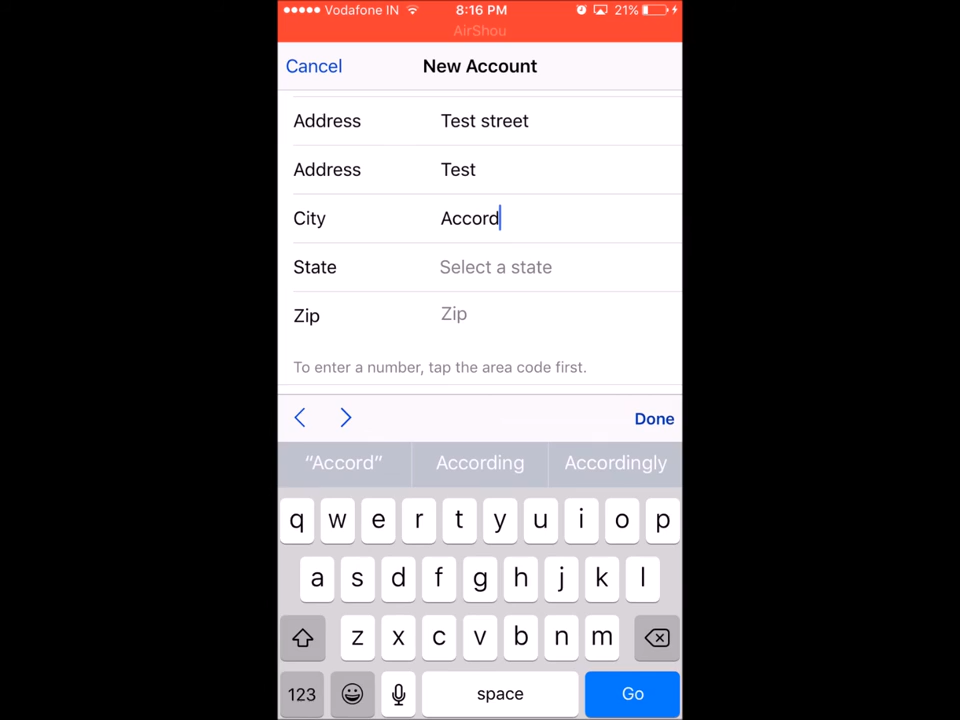 Vodafone IN 8:16 PM 21%
AirShou
Cancel New Account
Address Test street
Address Test
City Accord
State Select a state
Zip Zip
To enter a number, tap the area code first.
Done
“Accord” According Accordingly
q w e r t y u i o p
a s d f g h j k l
z x c v b n m
123 space Go